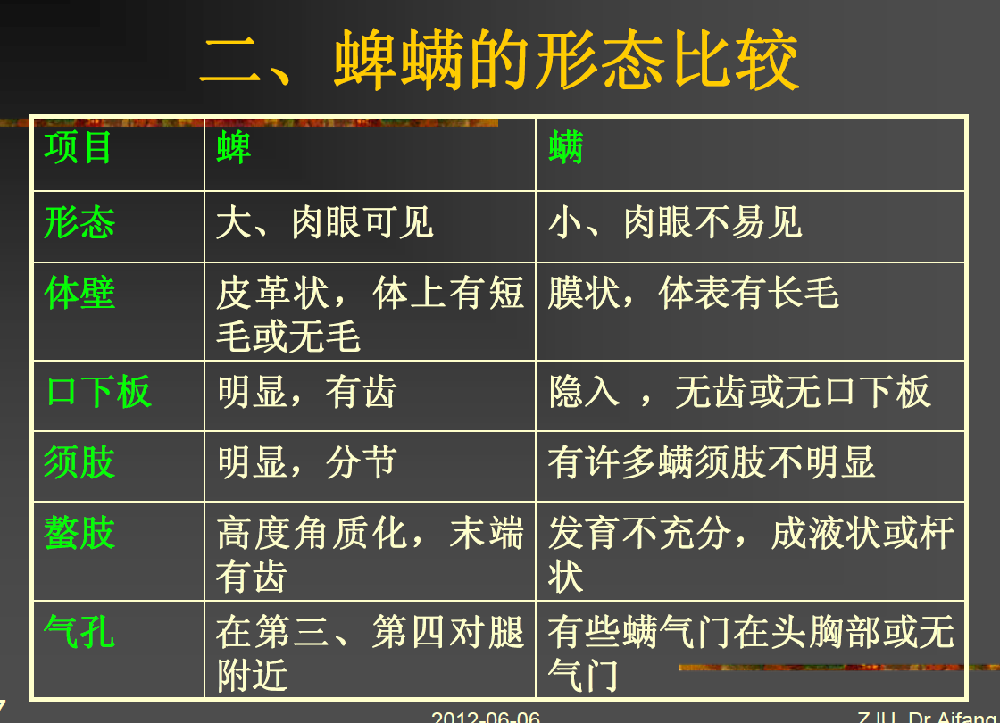 二、蜱螨的形态比较
项目 蜱 螨
形态 大、肉眼可见 小、肉眼不易见
体壁 皮革状，体上有短 膜状，体表有长毛
毛或无毛
口下板 明显，有齿 隐入 ，无齿或无口下板
须肢 明显，分节 有许多螨须肢不明显
螯肢 高度角质化，末端 发育不充分，成液状或杆
有齿 状
气孔 在第三、第四对腿 有些螨气门在头胸部或无
附近 气门
2012-06-06 ZJU, Dr Aifang